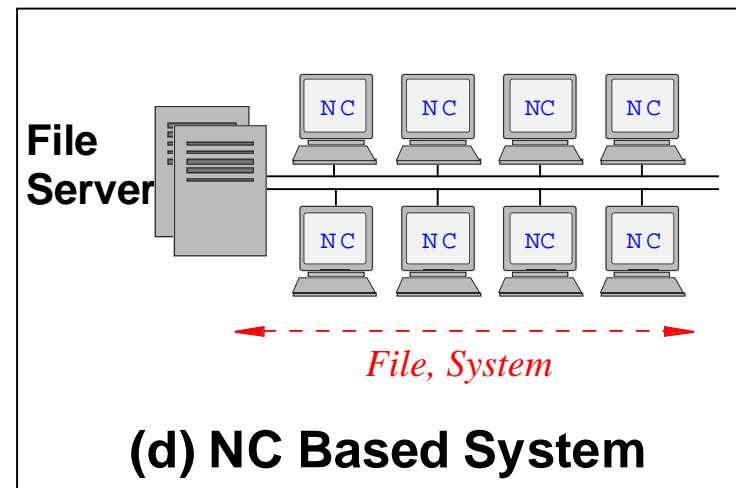 File
Server
NC NC NC NC
NC NC NC NC
File, System
(d) NC Based System